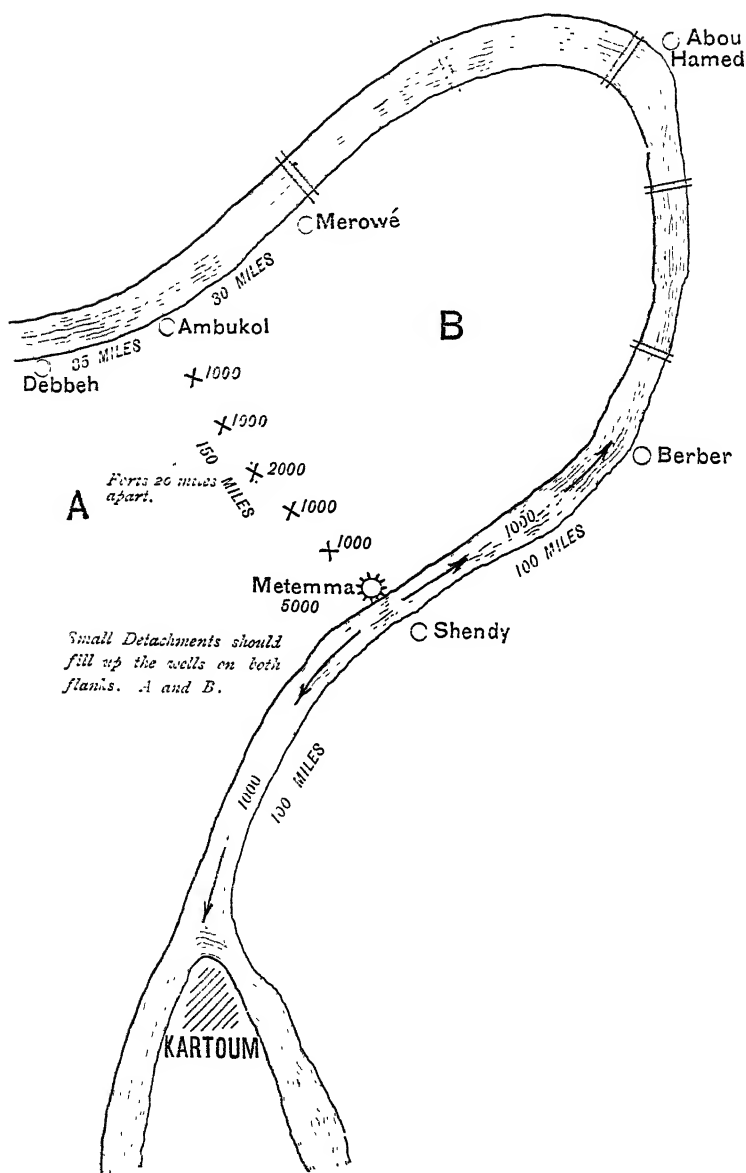 Abou
Hamed
Merowé
30 MILES
Ambukol
35 MILES
Debbeh
B
1000
1000
150 MILES
2000
Forts 20 miles
apart.
A
1000
1000
Berber
1000
100 MILES
Metemma
5000
Shendy
Small Detachments should
fill up the wells on both
flanks. A and B.
1000
100 MILES
KARTOUM